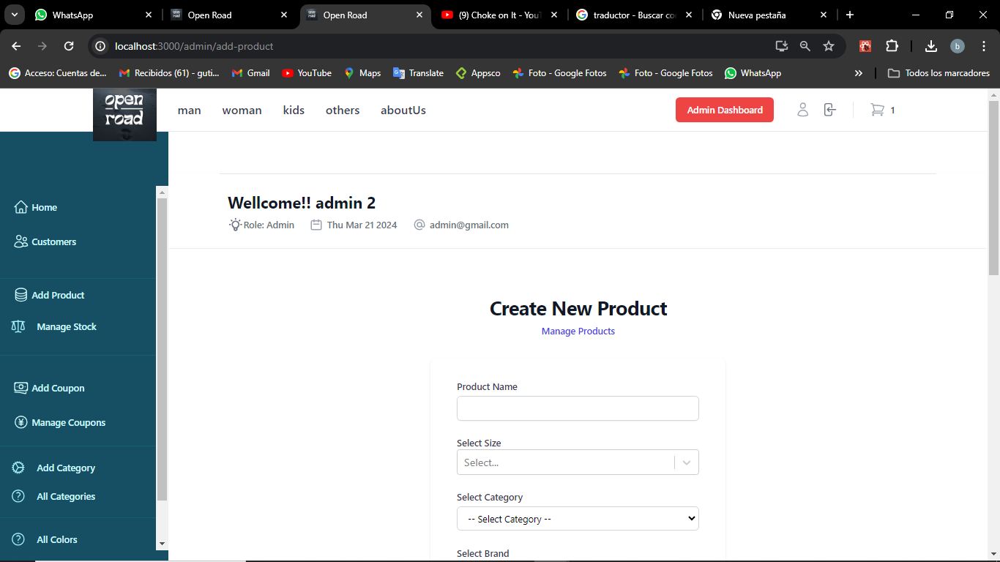 WhatsApp
Open Road
Open Road
(9) Choke on It - YouT
traductor - Buscar co
Nueva pestaña
localhost:3000/admin/add-product
b
Acceso: Cuentas de...
Recibidos (61) - guti...
Gmail
YouTube
Maps
Translate
Appsco
Foto - Google Fotos
Foto - Google Fotos
WhatsApp
Todos los marcadores
open
road
man
woman
kids
others
aboutUs
Admin Dashboard
1
Home
Customers
Add Product
Manage Stock
Add Coupon
Manage Coupons
Add Category
All Categories
All Colors
Wellcome!! admin 2
Role: Admin
Thu Mar 21 2024
admin@gmail.com
Create New Product
Manage Products
Product Name
Select Size
Select...
Select Category
-- Select Category --
Select Brand